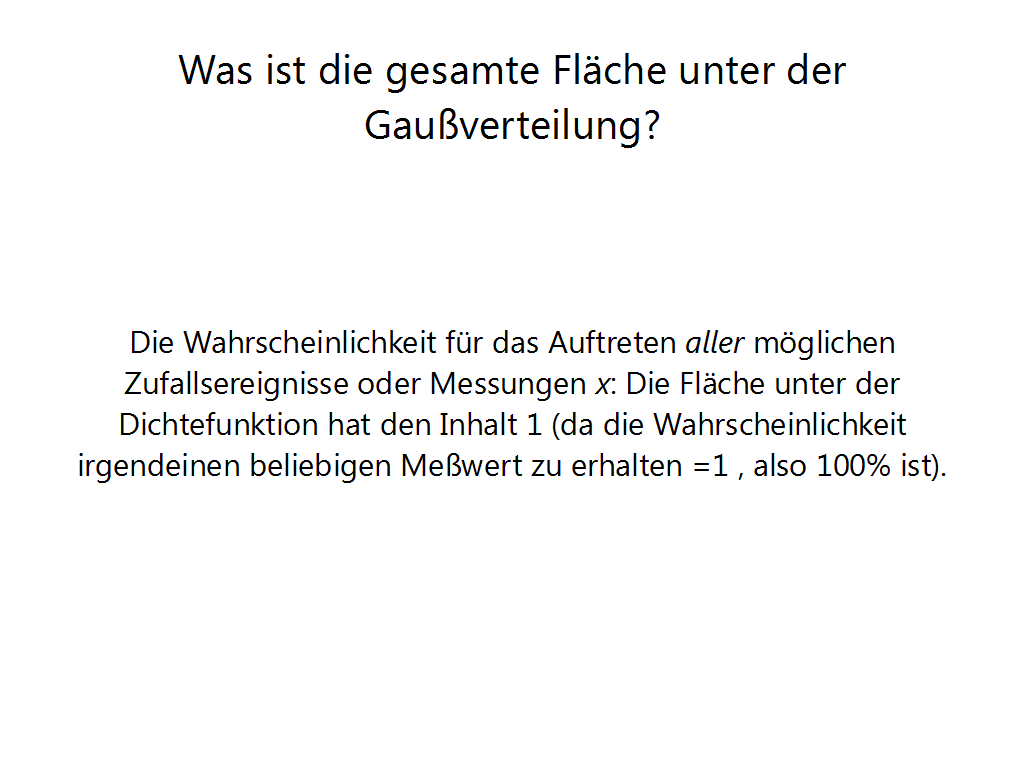 Was ist die gesamte Fläche unter der
Gaußverteilung?
Die Wahrscheinlichkeit für das Auftreten aller möglichen
Zufallsereignisse oder Messungen x: Die Fläche unter der
Dichtefunktion hat den Inhalt 1 (da die Wahrscheinlichkeit
irgendeinen beliebigen Meßwert zu erhalten =1 , also 100% ist).